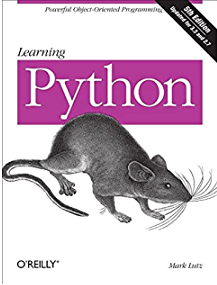 Powerful Object-Oriented Programming
5th Edition
Updated for 3.3 and 2.7
Learning
Python
O'REILLY®
Mark Lutz